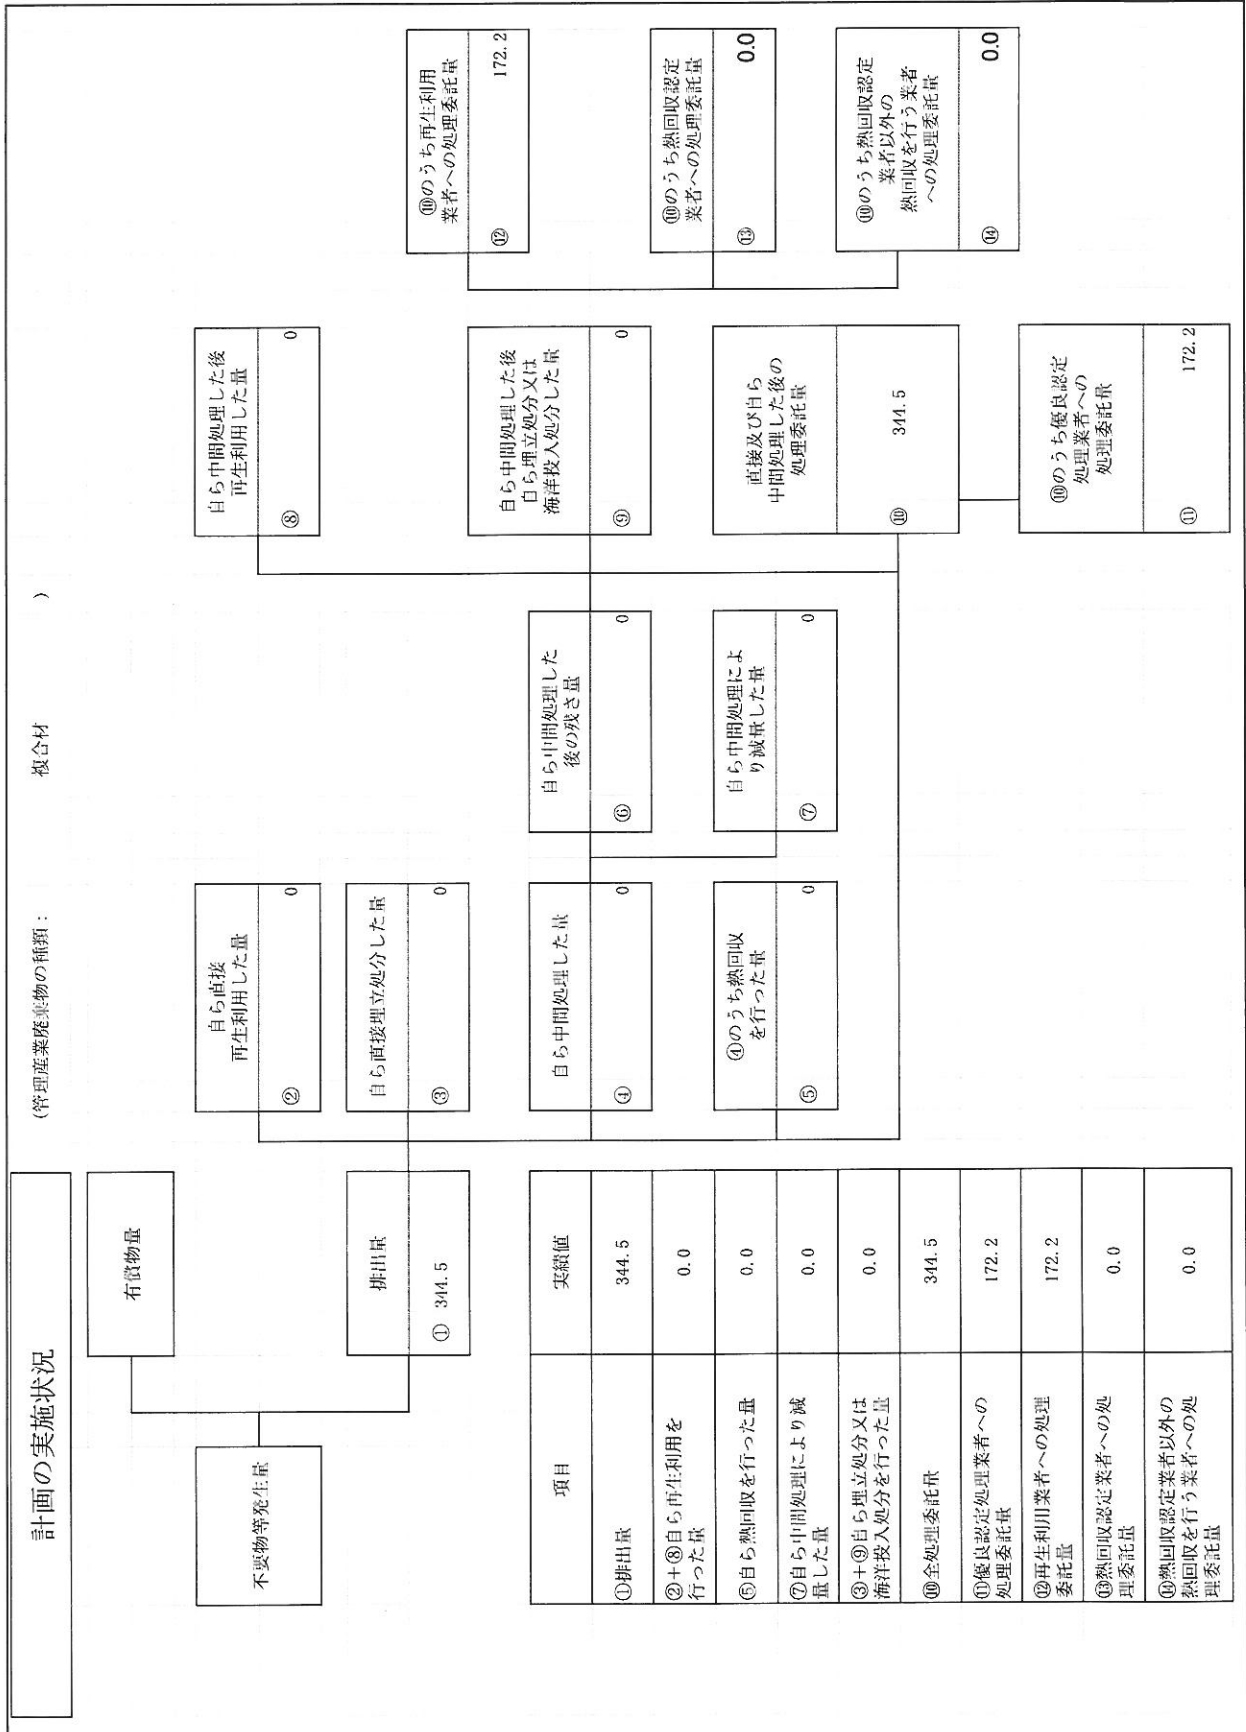 計画の実施状況
(管理産業廃棄物の種類： 複合材 )
不要物等発生量
有償物量
排出量
① 344.5
自ら直接
再生利用した量
② 0
自ら直接埋立処分した量
③ 0
自ら中間処理した量
④ 0
④のうち熱回収
を行った量
⑤ 0
自ら中間処理した
後の残さ量
⑥ 0
自ら中間処理によ
り減量した量
⑦ 0
自ら中間処理した後
再生利用した量
⑧ 0
自ら中間処理した後
自ら埋立処分又は
海洋投入処分した量
⑨ 0
直接及び自ら
中間処理した後の
処理委託量
⑩ 344.5
⑩のうち優良認定
処理業者への
処理委託量
⑪ 172.2
⑩のうち再生利用
業者への処理委託量
⑫ 172.2
⑩のうち熱回収認定
業者への処理委託量
⑬ 0.0
⑩のうち熱回収認定
業者以外の
熱回収を行う業者
への処理委託量
⑭ 0.0
項目 実績値
①排出量 344.5
②+⑧自ら再生利用を
行った量 0.0
⑤自ら熱回収を行った量 0.0
⑦自ら中間処理により減
量した量 0.0
③+⑨自ら埋立処分又は
海洋投入処分を行った量 0.0
⑩全処理委託量 344.5
⑪優良認定処理業者への
処理委託量 172.2
⑫再生利用業者への処理
委託量 172.2
⑬熱回収認定業者への処
理委託量 0.0
⑭熱回収認定業者以外の
熱回収を行う業者への処
理委託量 0.0